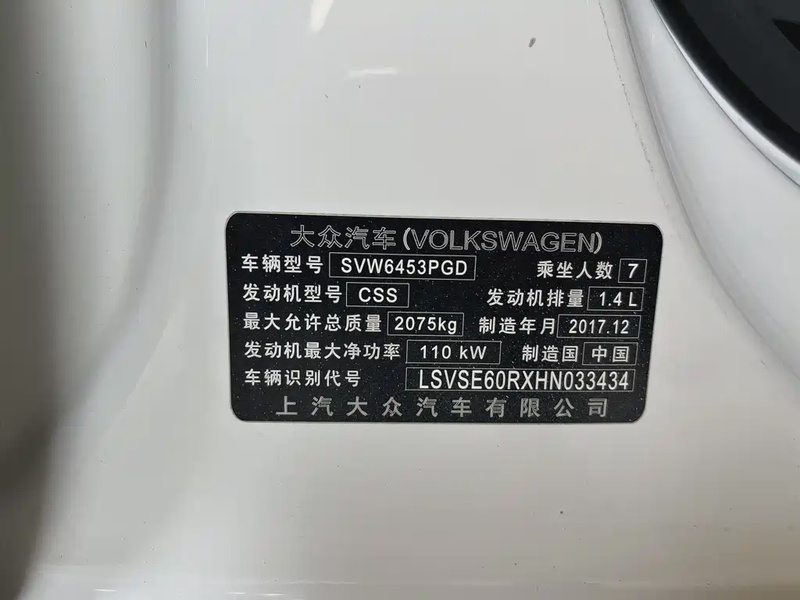 大众汽车(VOLKSWAGEN)
车辆型号 SVW6453PGD 乘坐人数 7
发动机型号 CSS 发动机排量 1.4 L
最大允许总质量 2075kg 制造年月 2017.12
发动机最大净功率 110 kW 制造国 中国
车辆识别代号 LSVSE60RXHN033434
上汽大众汽车有限公司